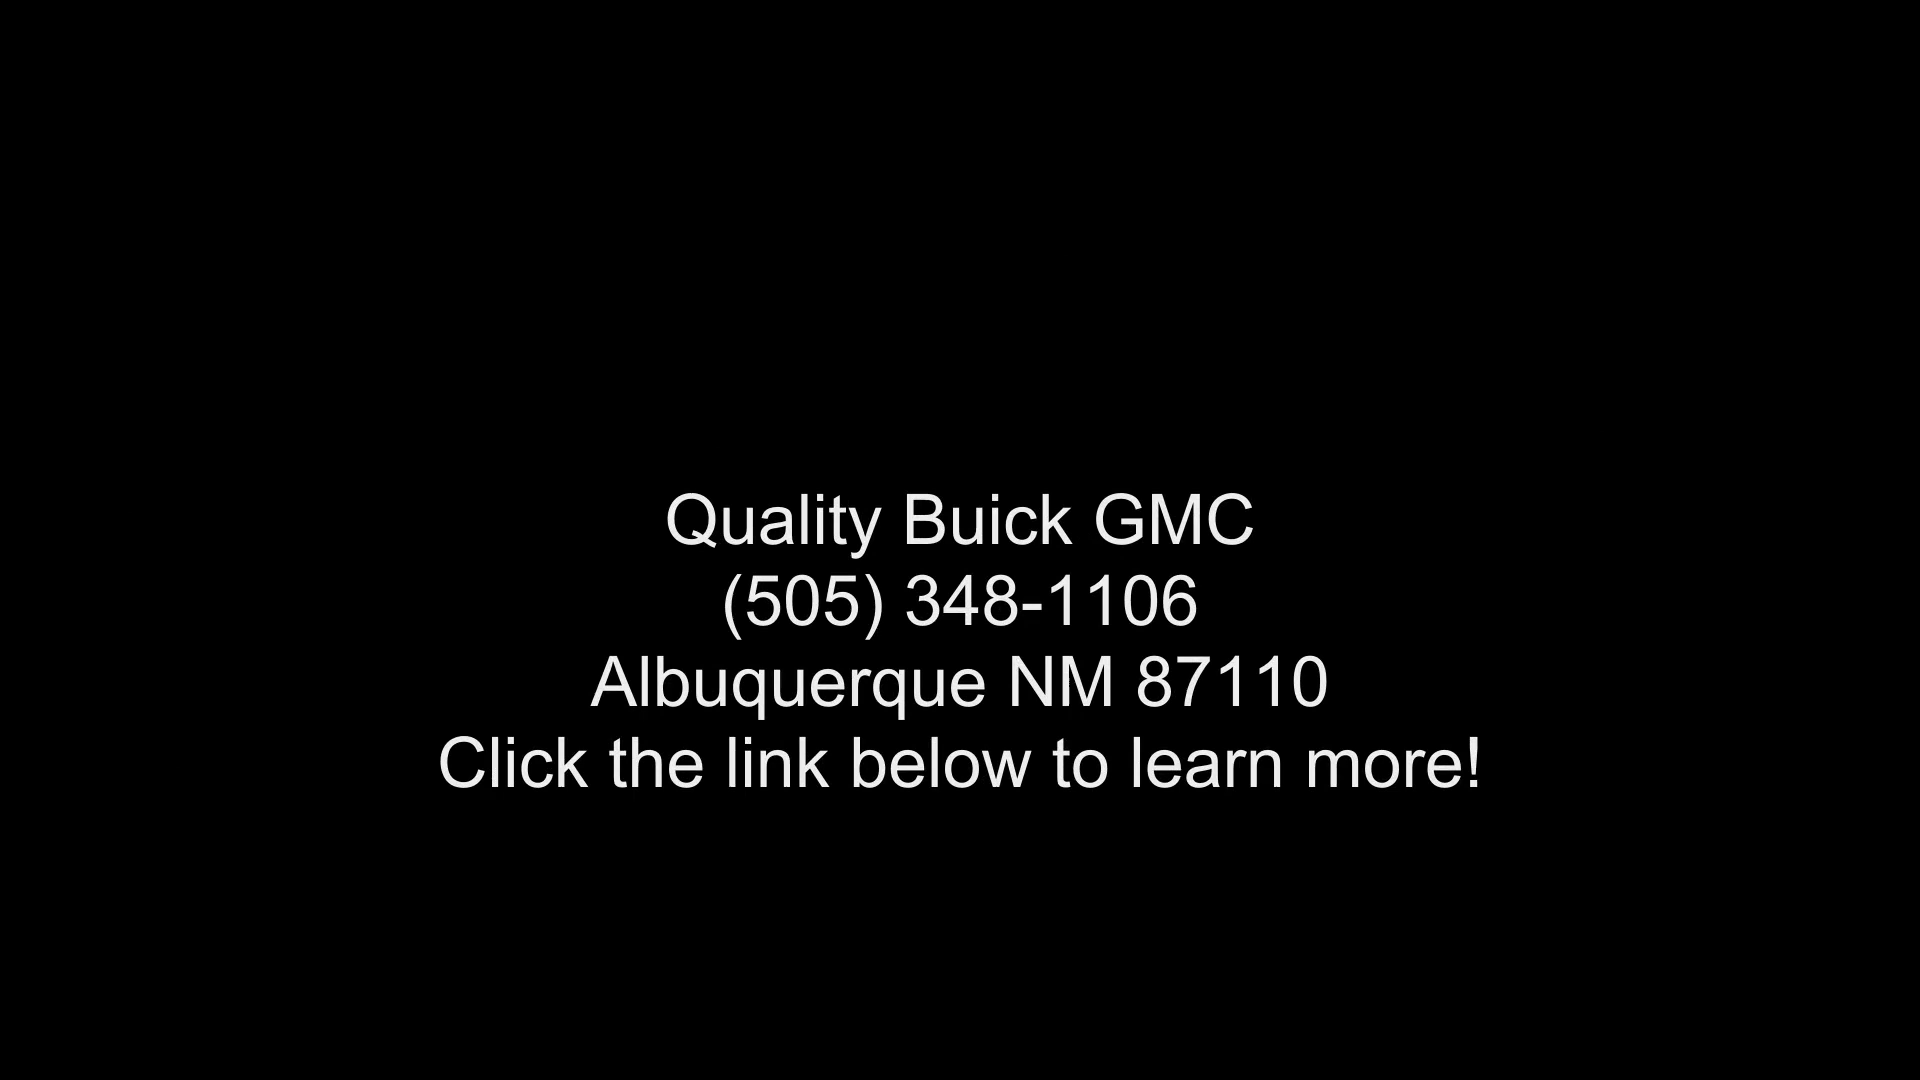 Quality Buick GMC
(505) 348-1106
Albuquerque NM 87110
Click the link below to learn more!